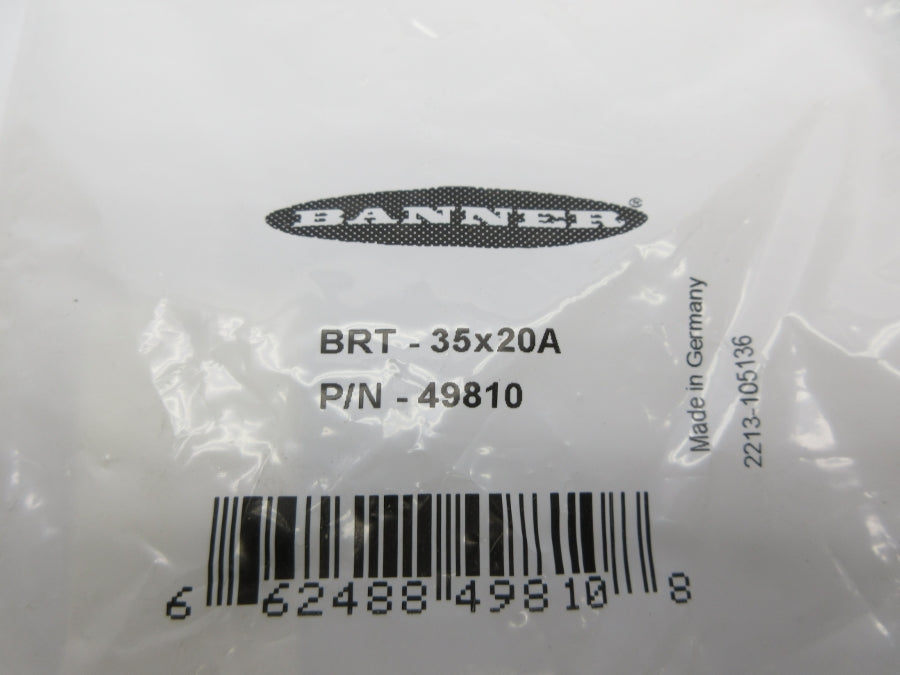 BANNER®
BRT - 35x20A
P/N - 49810
Made in Germany
2213-105136
6 62488 49810 8